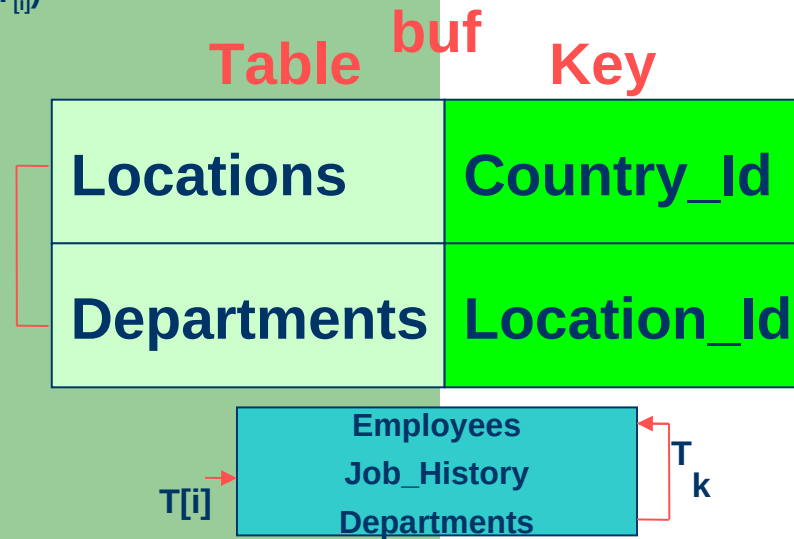 T[i])
buf
Table Key
Locations Country_Id
Departments Location_Id
Employees
T
Job_History
k
T[i]
Departments